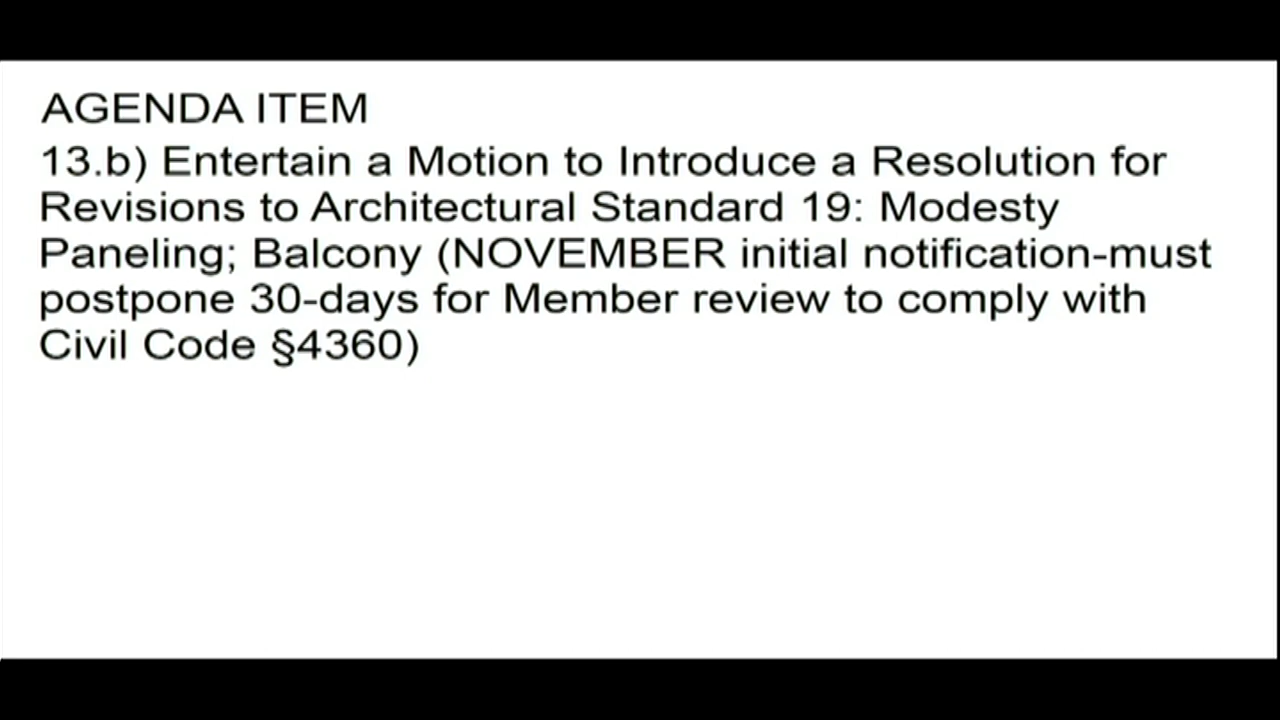 AGENDA ITEM
13.b) Entertain a Motion to Introduce a Resolution for
Revisions to Architectural Standard 19: Modesty
Paneling; Balcony (NOVEMBER initial notification-must
postpone 30-days for Member review to comply with
Civil Code §4360)